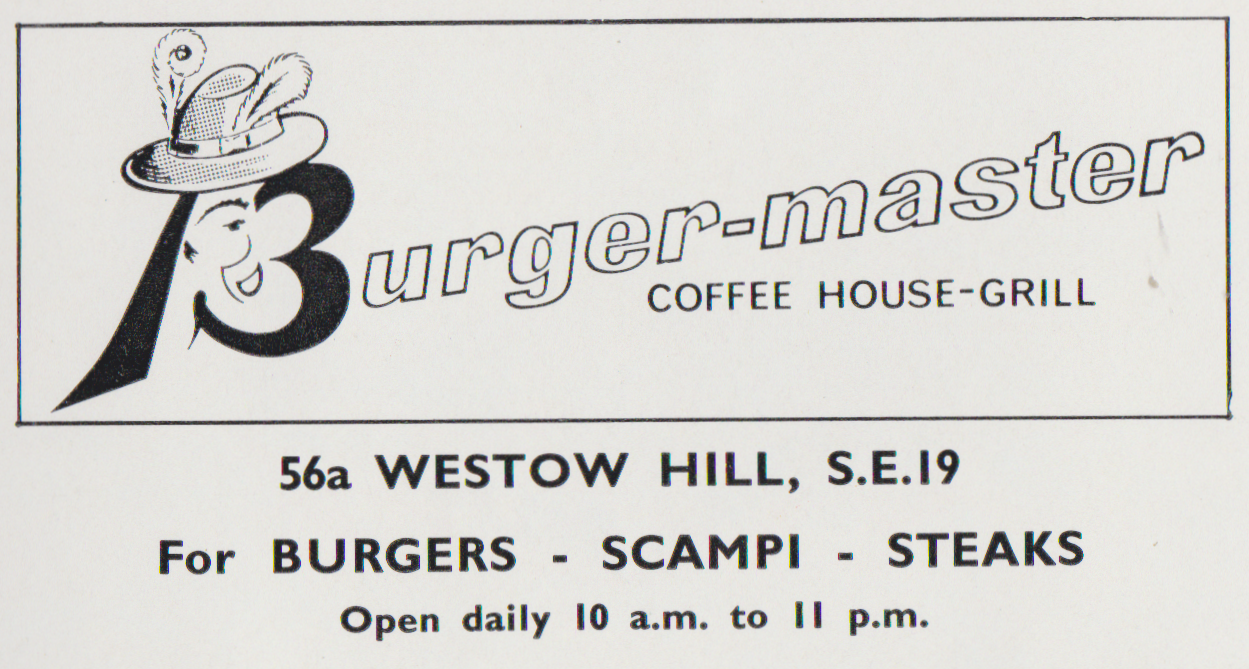 Burger-master
COFFEE HOUSE-GRILL
56a WESTOW HILL, S.E.19
For BURGERS - SCAMPI - STEAKS
Open daily 10 a.m. to 11 p.m.